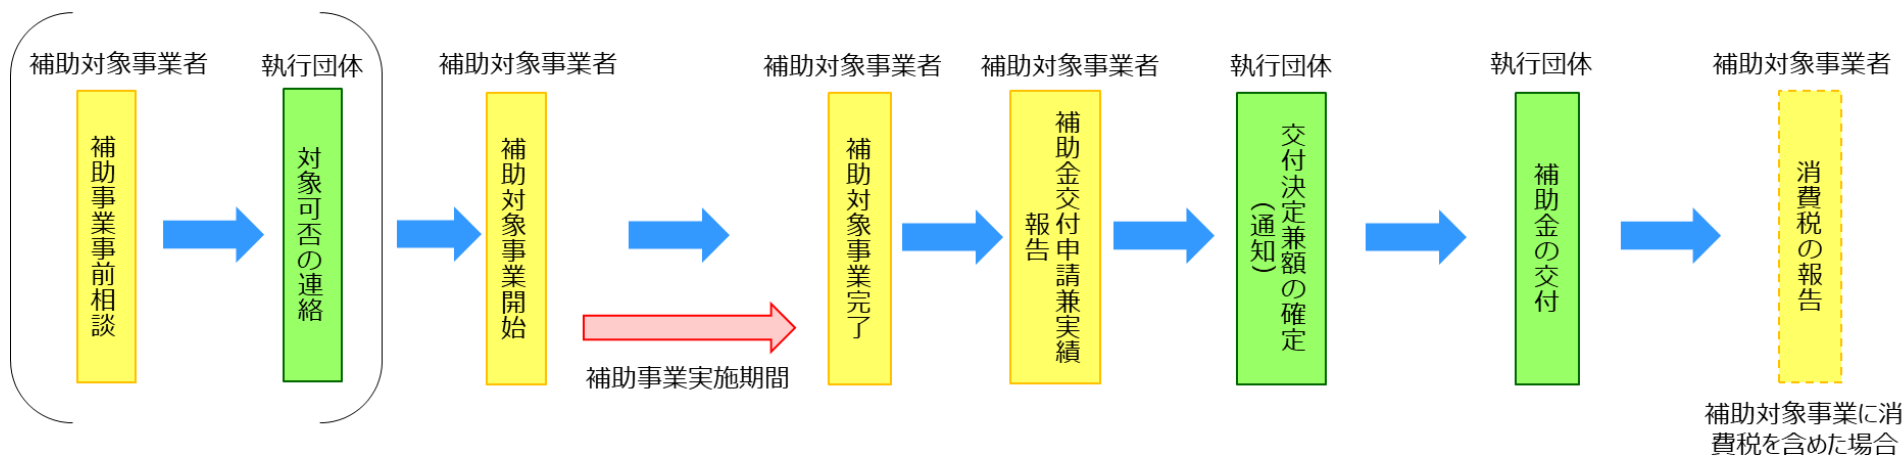 補助対象事業者
補助事業事前相談
執行団体
対象可否の連絡
補助対象事業者
補助対象事業開始
補助事業実施期間
補助対象事業者
補助対象事業完了
補助対象事業者
補助金交付申請兼実績
報告
執行団体
交付決定兼額の確定
(通知)
執行団体
補助金の交付
補助対象事業者
消費税の報告
補助対象事業に消
費税を含めた場合